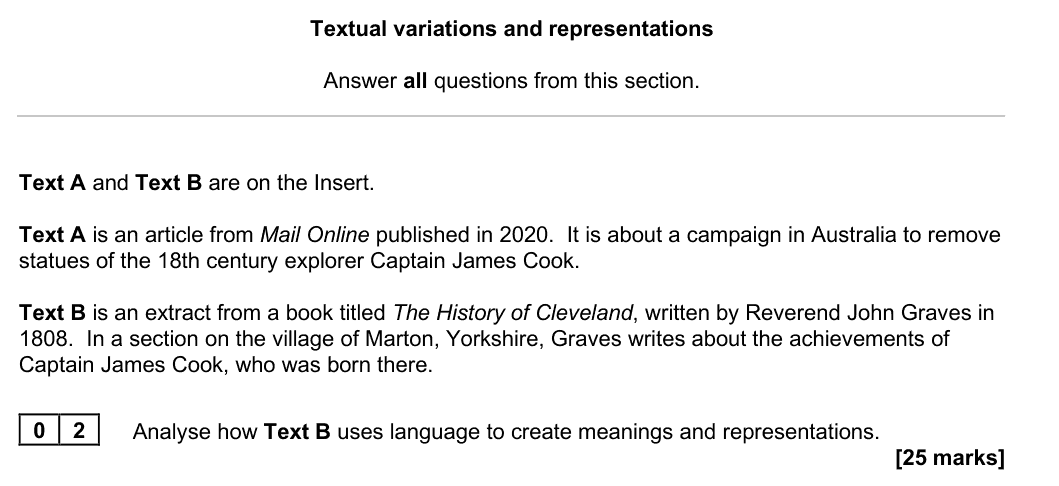 Textual variations and representations
Answer all questions from this section.
Text A and Text B are on the Insert.
Text A is an article from Mail Online published in 2020. It is about a campaign in Australia to remove
statues of the 18th century explorer Captain James Cook.
Text B is an extract from a book titled The History of Cleveland, written by Reverend John Graves in
1808. In a section on the village of Marton, Yorkshire, Graves writes about the achievements of
Captain James Cook, who was born there.
0 2 Analyse how Text B uses language to create meanings and representations.
[25 marks]